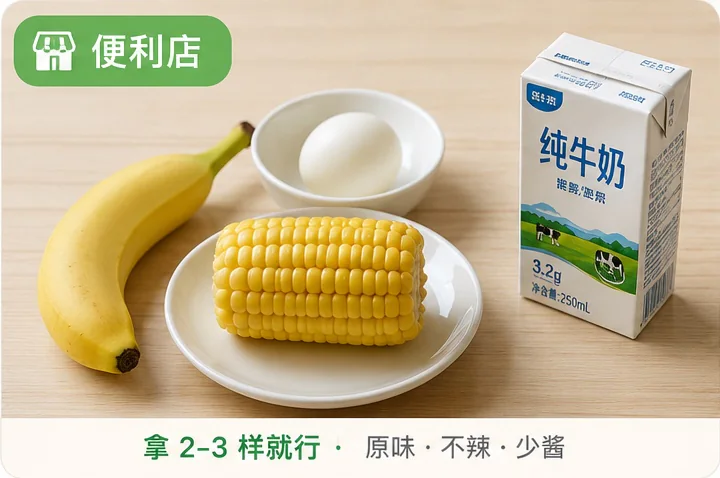 便利店
纯牛奶
3.2g
净含量:250mL
拿 2-3 样就行 · 原味 · 不辣 · 少酱